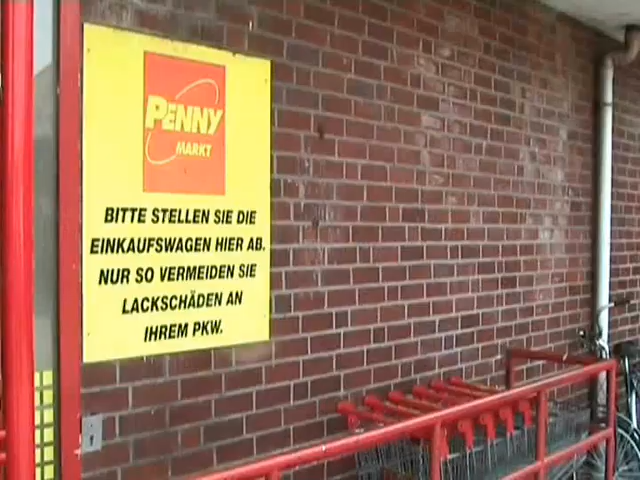 PENNY
MARKT
BITTE STELLEN SIE DIE
EINKAUFSWAGEN HIER AB.
NUR SO VERMEIDEN SIE
LACKSCHÄDEN AN
IHREM PKW.